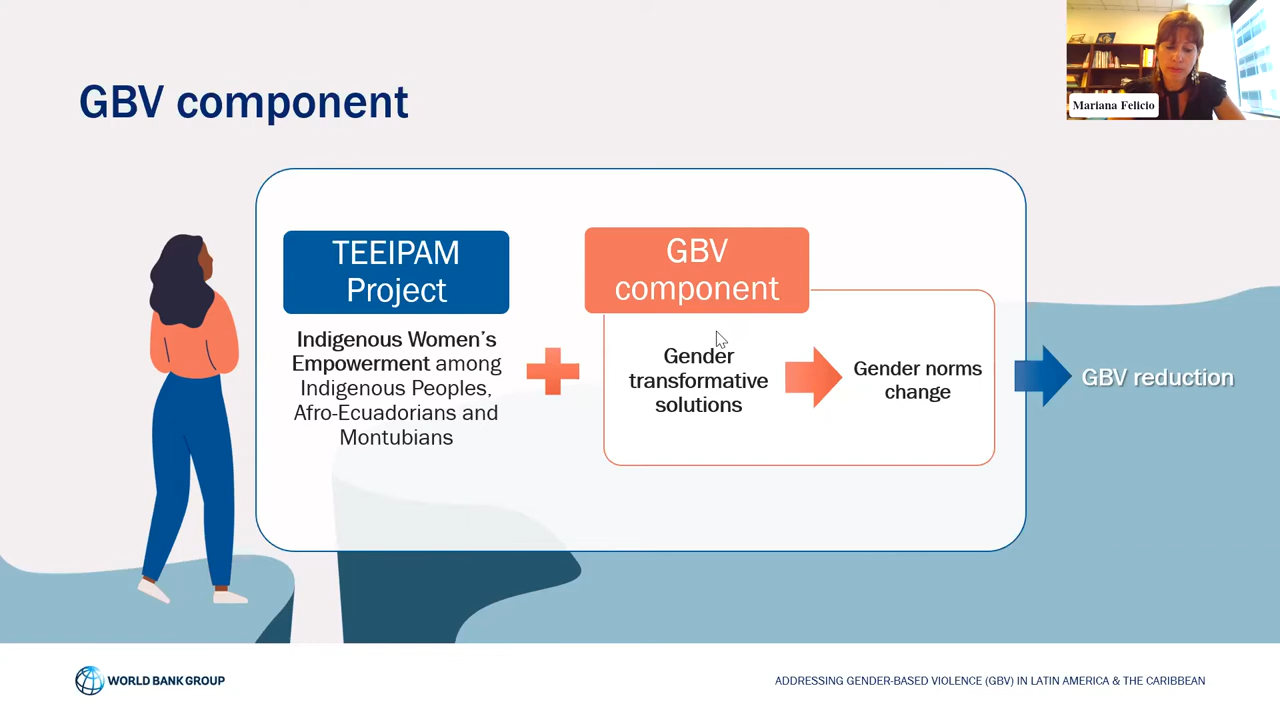 Mariana Felicio
GBV component
TEEIPAM
Project
Indigenous Women's
Empowerment among
Indigenous Peoples,
Afro-Ecuadorians and
Montubians
GBV
component
Gender
transformative
solutions
Gender norms
change
GBV reduction
WORLD BANK GROUP
ADDRESSING GENDER-BASED VIOLENCE (GBV) IN LATIN AMERICA & THE CARIBBEAN